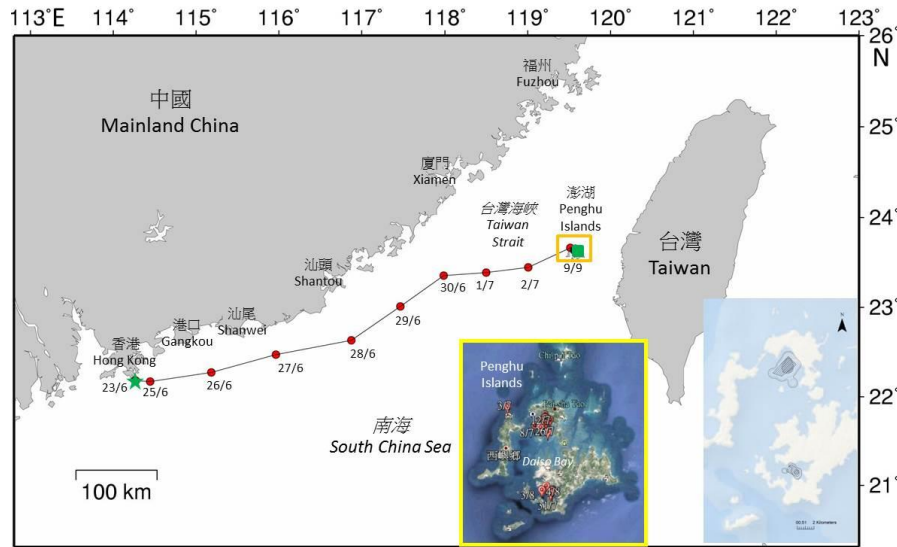 113°E 114° 115° 116° 117° 118° 119° 120° 121° 122° 123°
26°
N
25°
24°
23°
22°
21°
福州
Fuzhou
中國
Mainland China
廈門
Xiamen
台灣海峽
Taiwan
Strait
澎湖
Penghu
Islands
9/9
台灣
Taiwan
汕頭
Shantou
30/6
1/7
2/7
29/6
港口
Gangkou
汕尾
Shanwei
香港
Hong Kong
28/6
27/6
26/6
23/6
25/6
南海
South China Sea
100 km
Penghu
Islands
Daiso Bay
N
2 Kilometers